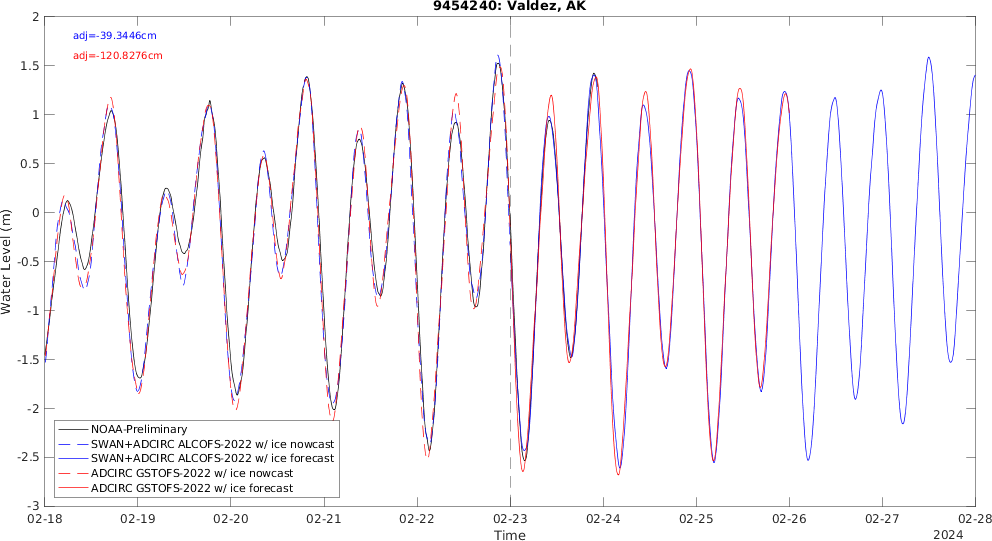 9454240: Valdez, AK
adj=-39.3446cm
adj=-120.8276cm
Water Level (m)
2
1.5
1
0.5
0
-0.5
-1
-1.5
-2
-2.5
-3
NOAA-Preliminary
SWAN+ADCIRC ALCOFS-2022 w/ ice nowcast
SWAN+ADCIRC ALCOFS-2022 w/ ice forecast
ADCIRC GSTOFS-2022 w/ ice nowcast
ADCIRC GSTOFS-2022 w/ ice forecast
02-18 02-19 02-20 02-21 02-22 02-23 02-24 02-25 02-26 02-27 02-28
Time
2024